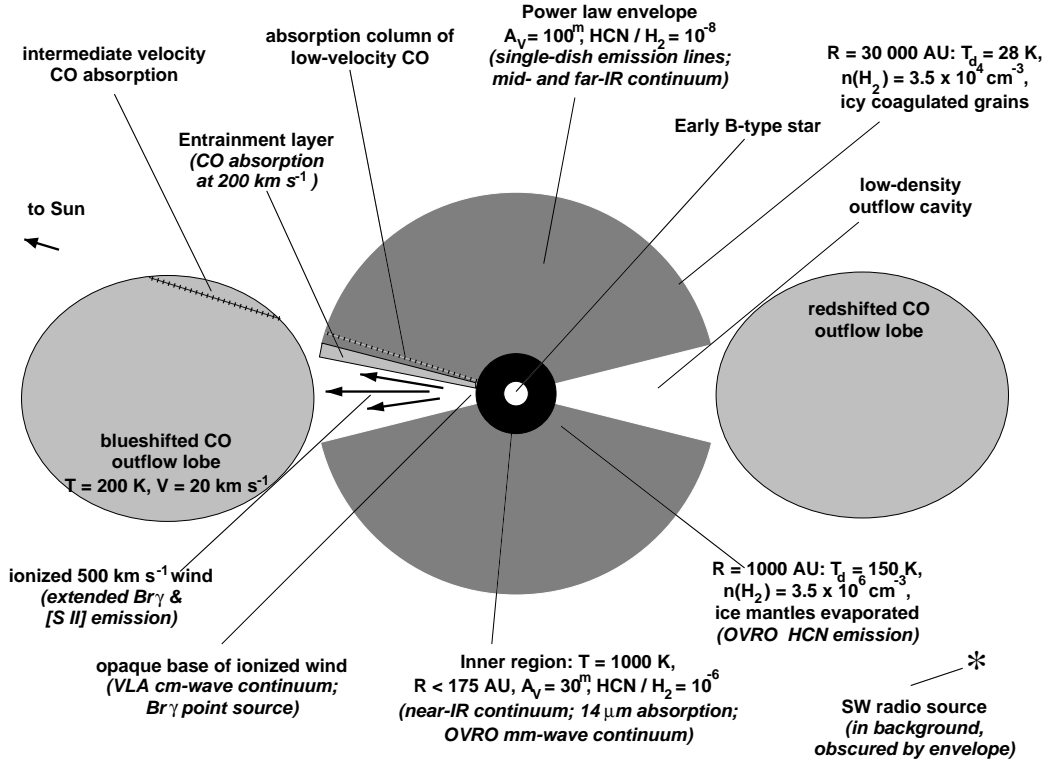 Power law envelope
A_V = 100^m, HCN / H_2 = 10^-8
(single-dish emission lines;
mid- and far-IR continuum)
intermediate velocity
CO absorption
absorption column of
low-velocity CO
R = 30 000 AU: T_d = 28 K,
n(H_2) = 3.5 x 10^4 cm^-3,
icy coagulated grains
Early B-type star
Entrainment layer
(CO absorption
at 200 km s^-1)
low-density
outflow cavity
to Sun
redshifted CO
outflow lobe
blueshifted CO
outflow lobe
T = 200 K, V = 20 km s^-1
ionized 500 km s^-1 wind
(extended Brγ &
[S II] emission)
R = 1000 AU: T_d = 150 K,
n(H_2) = 3.5 x 10^6 cm^-3,
ice mantles evaporated
(OVRO HCN emission)
opaque base of ionized wind
(VLA cm-wave continuum;
Brγ point source)
Inner region: T = 1000 K,
R < 175 AU, A_V = 30^m, HCN / H_2 = 10^-6
(near-IR continuum; 14 μm absorption;
OVRO mm-wave continuum)
SW radio source
(in background,
obscured by envelope)